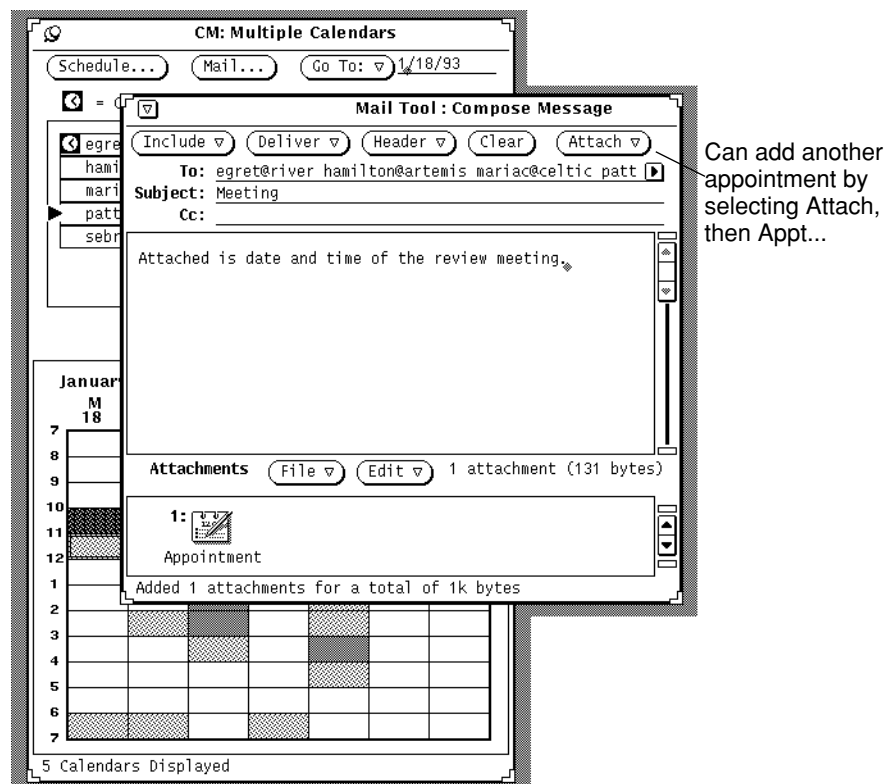 CM: Multiple Calendars
Schedule... Mail... Go To: 1/18/93
=
Mail Tool : Compose Message
Include Deliver Header Clear Attach
To: egret@river hamilton@artemis mariac@celtic patt
Subject: Meeting
Cc:
Attached is date and time of the review meeting.
Attachments File Edit 1 attachment (131 bytes)
1:
Appointment
Added 1 attachments for a total of 1k bytes
Can add another
appointment by
selecting Attach,
then Appt...
egre
hami
mari
patt
sebr
Januar
M
18
7
8
9
10
11
12
1
2
3
4
5
6
7
5 Calendars Displayed